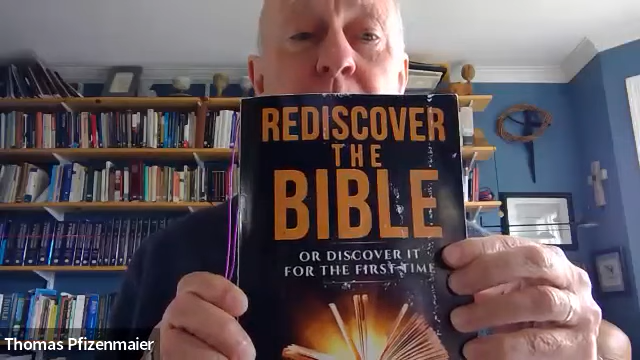 REDISCOVER
THE
BIBLE
OR DISCOVER IT
FOR THE FIRST TIME
Thomas Pfizenmaier